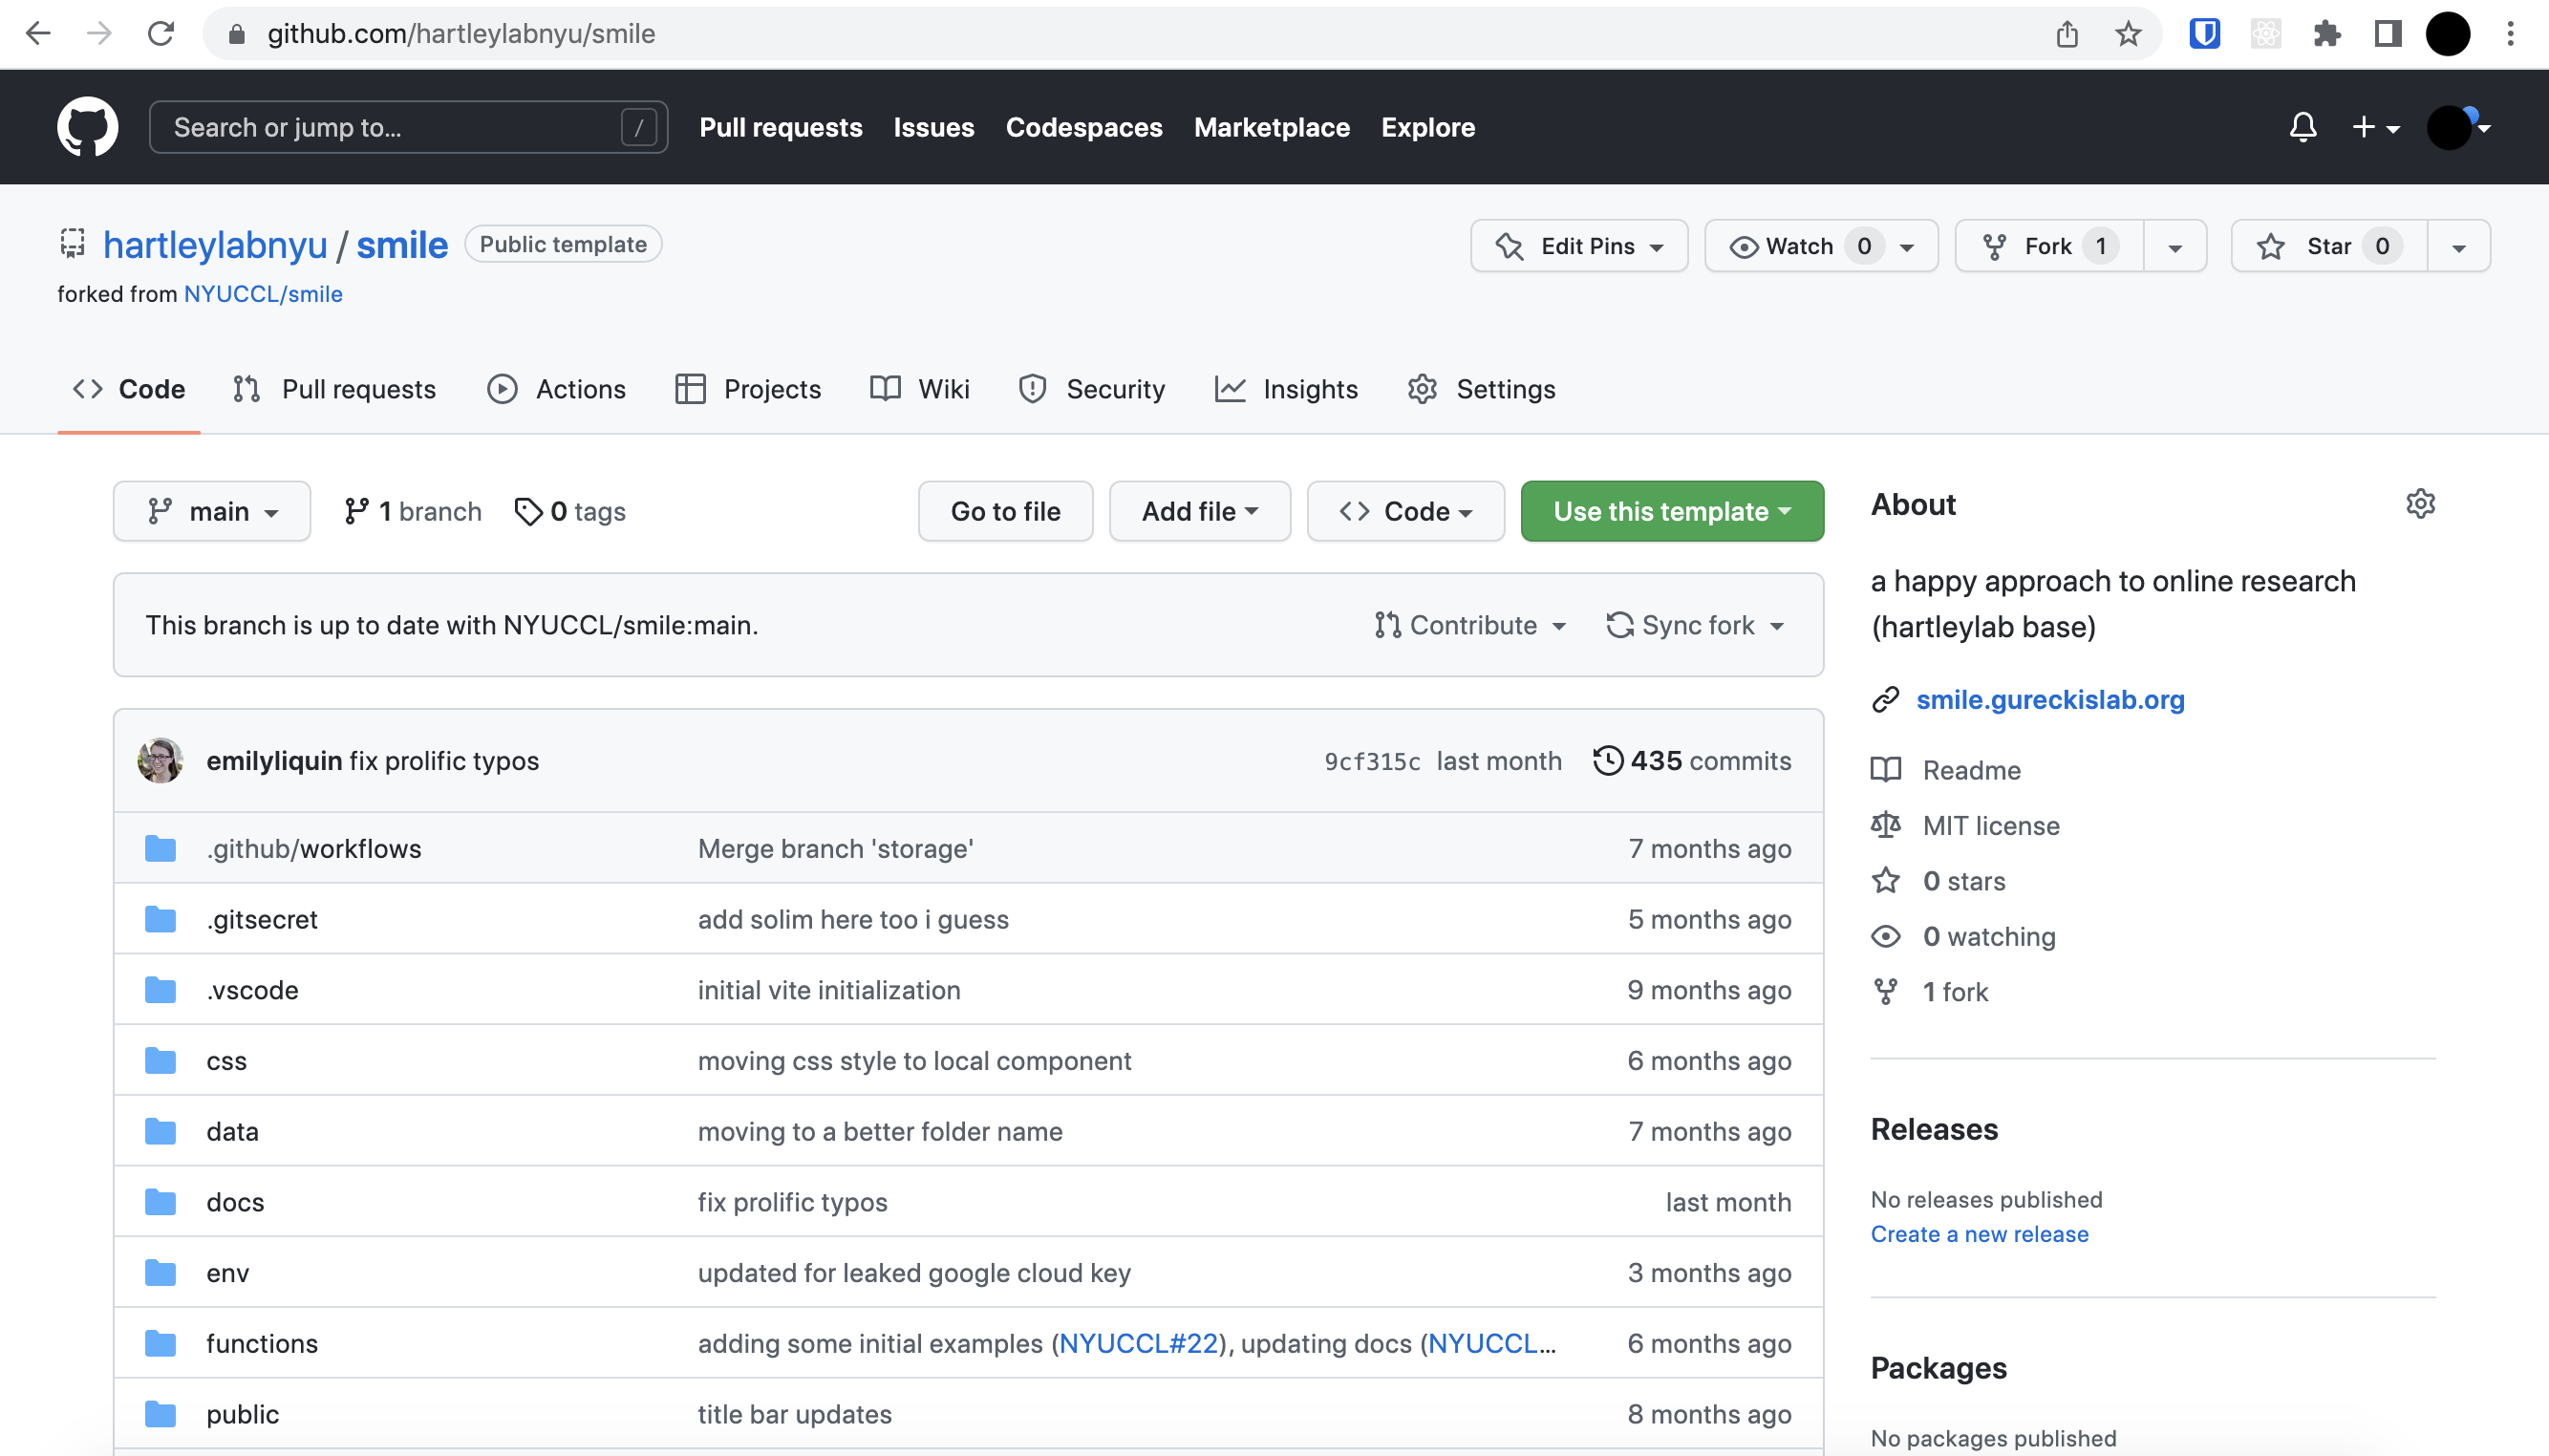 github.com/hartleylabnyu/smile
Search or jump to...
/
Pull requests
Issues
Codespaces
Marketplace
Explore
hartleylabnyu / smile
Public template
Edit Pins
Watch 0
Fork 1
Star 0
forked from NYUCCL/smile
Code
Pull requests
Actions
Projects
Wiki
Security
Insights
Settings
main
1 branch
0 tags
Go to file
Add file
Code
Use this template
This branch is up to date with NYUCCL/smile:main.
Contribute
Sync fork
emilyliquin fix prolific typos
9cf315c last month
435 commits
.github/workflows Merge branch 'storage' 7 months ago
.gitsecret add solim here too i guess 5 months ago
.vscode initial vite initialization 9 months ago
css moving css style to local component 6 months ago
data moving to a better folder name 7 months ago
docs fix prolific typos last month
env updated for leaked google cloud key 3 months ago
functions adding some initial examples (NYUCCL#22), updating docs (NYUCCL... 6 months ago
public title bar updates 8 months ago
About
a happy approach to online research
(hartleylab base)
smile.gureckislab.org
Readme
MIT license
0 stars
0 watching
1 fork
Releases
No releases published
Create a new release
Packages
No packages published